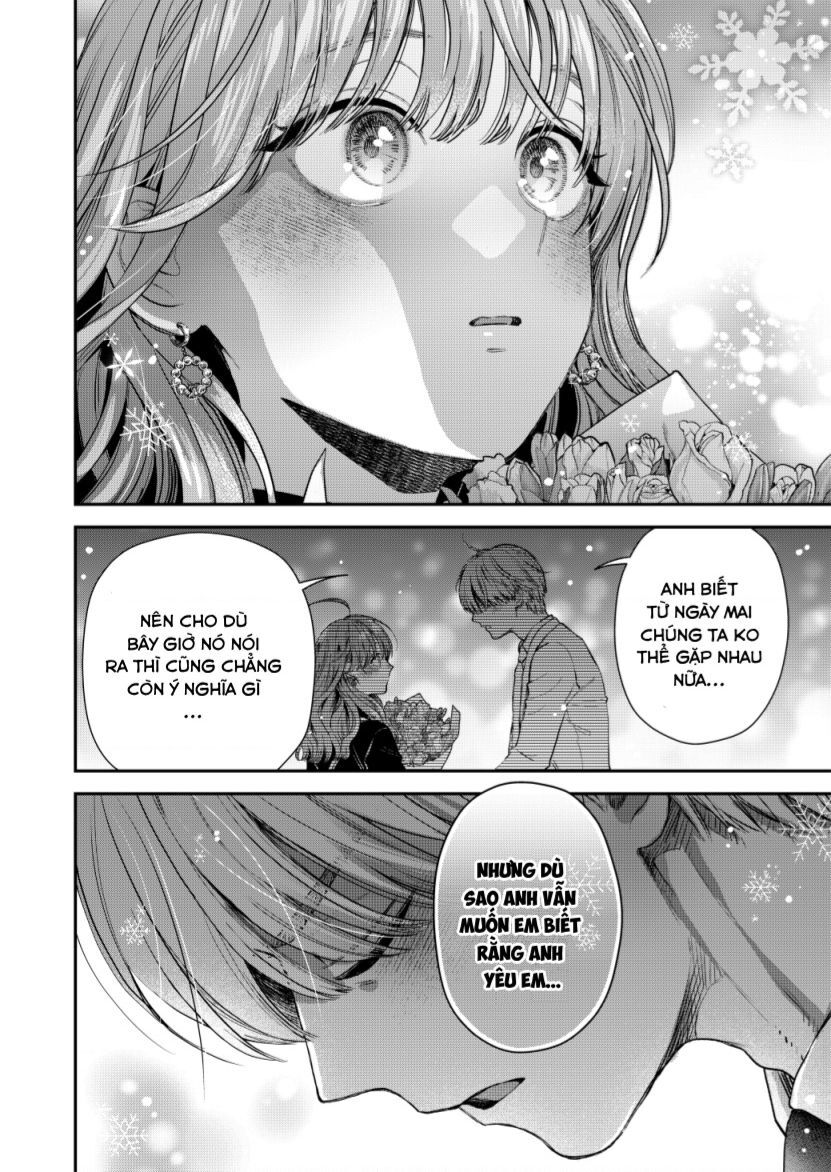 ANH BIẾT
TỪ NGÀY MAI
CHÚNG TA KO
THỂ GẶP NHAU
NỮA...
NÊN CHO DÙ
BÂY GIỜ NÓ NÓI
RA THÌ CŨNG CHẲNG
CÒN Ý NGHĨA GÌ
...
NHƯNG DÙ
SAO ANH VẪN
MUỐN EM BIẾT
RẰNG ANH
YÊU EM...